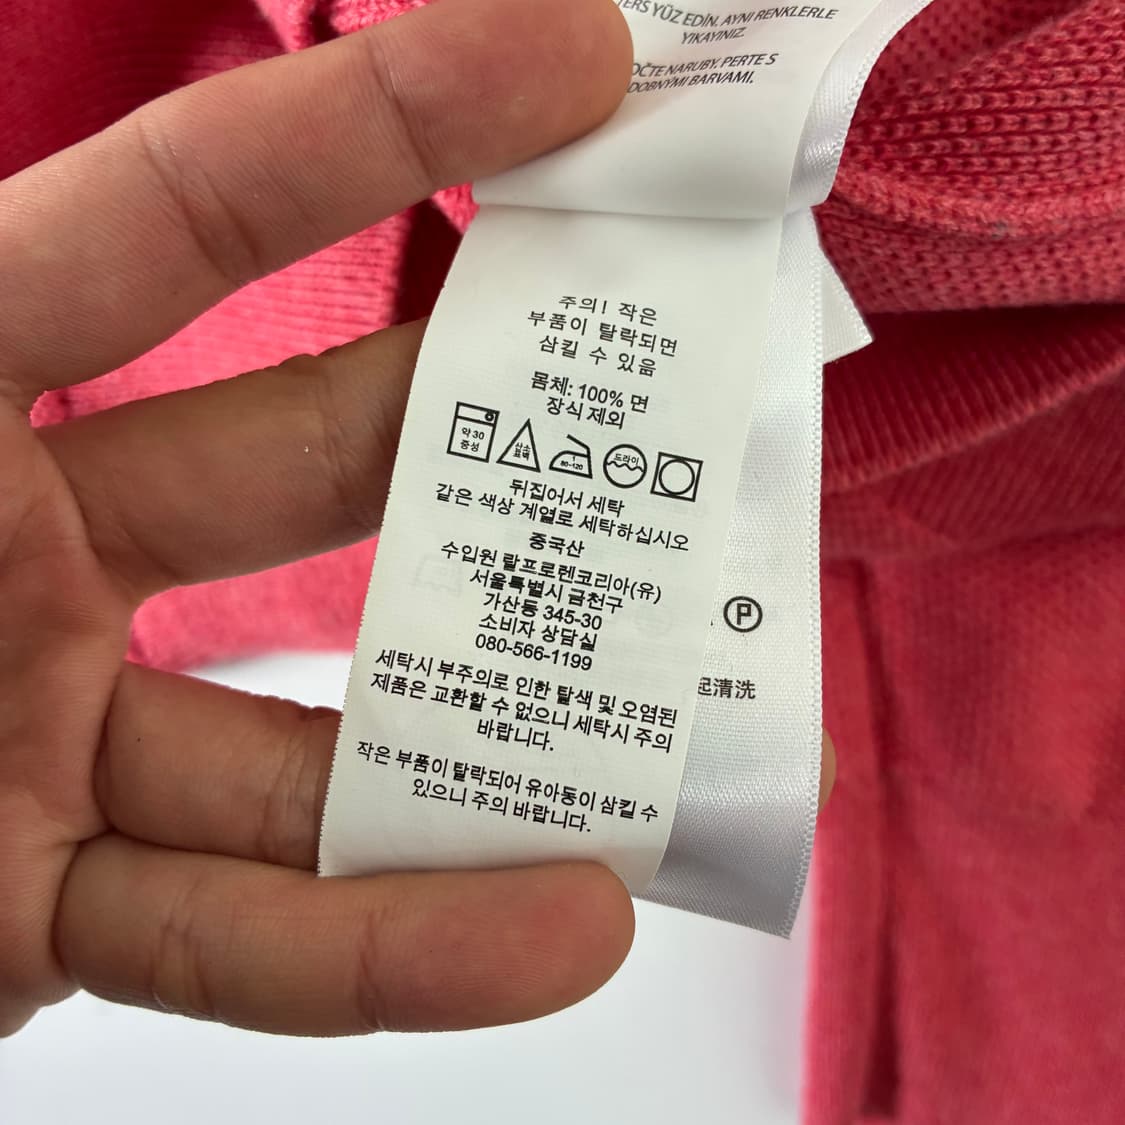 TERS YÜZ EDİN. AYNI RENKLERLE
YIKAYINIZ.
NARUBY. PERTE S
DOBNÝMI BARVAMI.
주의! 작은
부품이 탈락되면
삼킬 수 있음
몸체: 100% 면
장식 제외
약 30
중성
산소
표백
1
80-120
드라이
뒤집어서 세탁
같은 색상 계열로 세탁하십시오
중국산
수입원 랄프로렌코리아(유)
서울특별시 금천구
가산동 345-30
소비자 상담실
080-566-1199
세탁시 부주의로 인한 탈색 및 오염된
제품은 교환할 수 없으니 세탁시 주의
바랍니다.
작은 부품이 탈락되어 유아동이 삼킬 수
있으니 주의 바랍니다.
P
起清洗